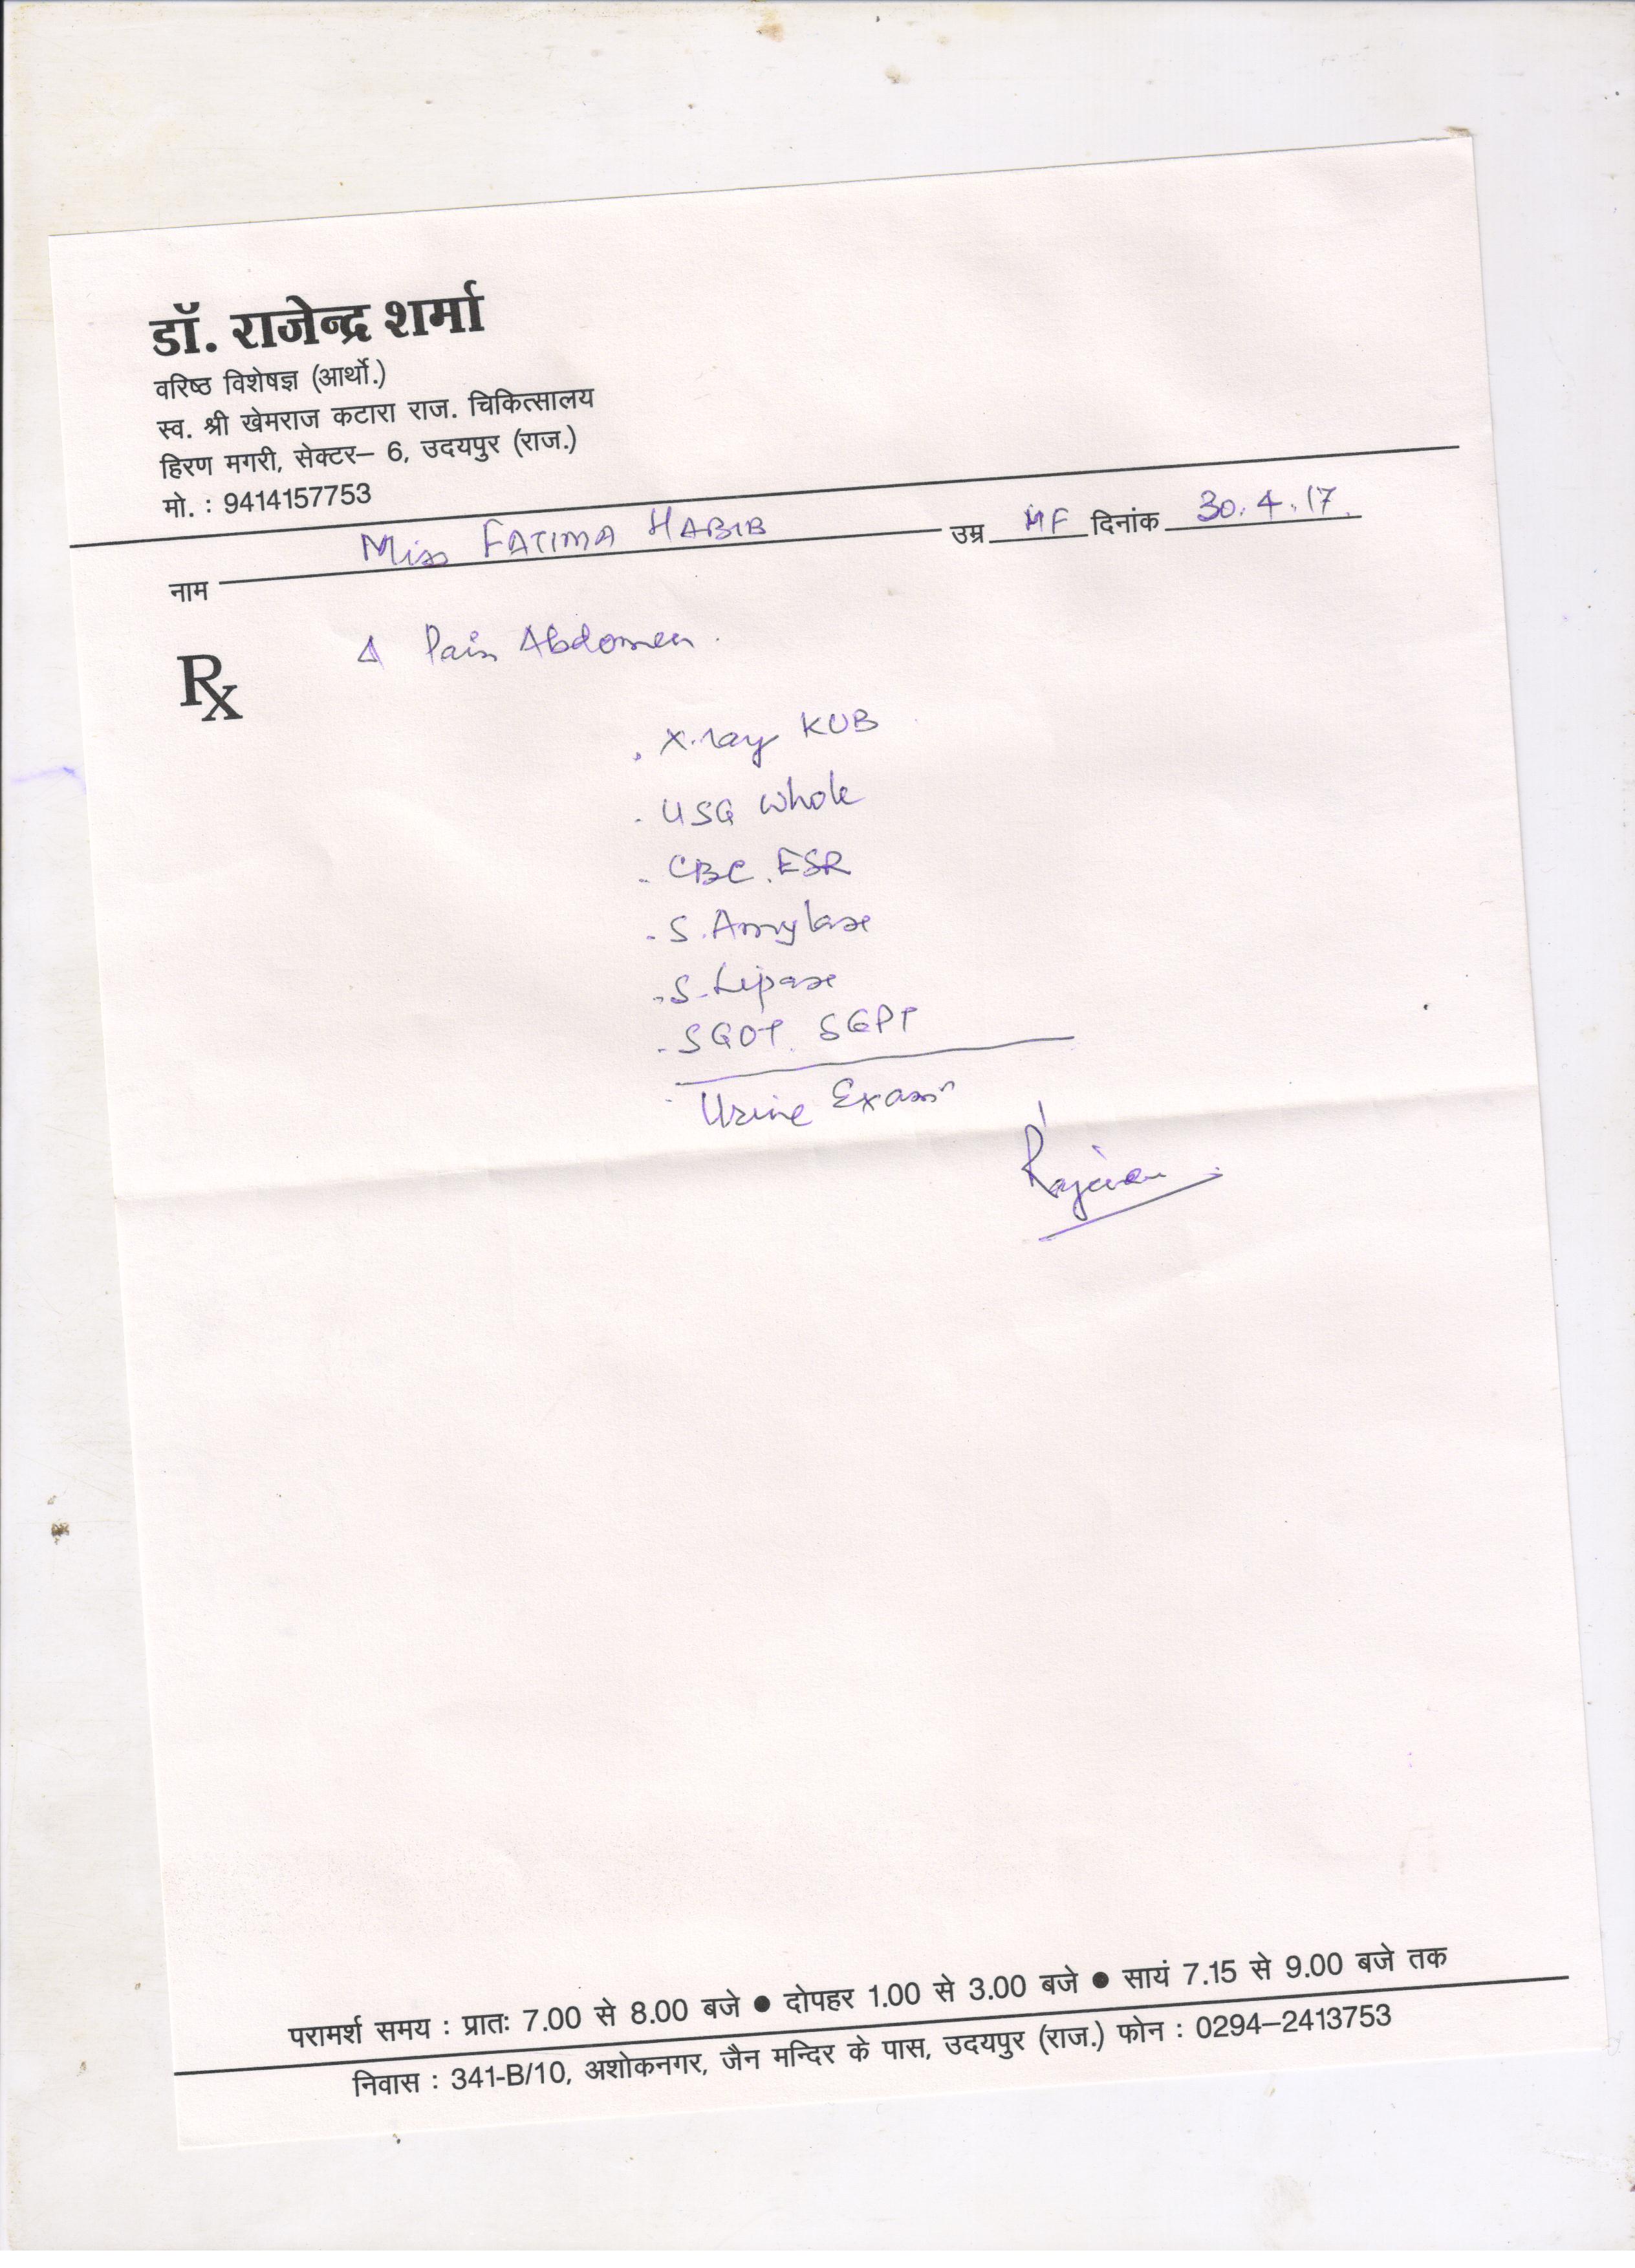 डॉ. राजेन्द्र शर्मा
वरिष्ठ विशेषज्ञ (आर्थो.)
स्व. श्री खेमराज कटारा राज. चिकित्सालय
हिरण मगरी, सेक्टर– 6, उदयपुर (राज.)
मो. : 9414157753
नाम Miss FATIMA HABIB उम्र MF दिनांक 30.4.17.
Rx Δ Pain Abdomen.
. X-ray KUB
. USG Whole
- CBC. ESR
- S. Amylase
- S. Lipase
- SGOT. SGPT
Urine Exam
परामर्श समय : प्रातः 7.00 से 8.00 बजे ● दोपहर 1.00 से 3.00 बजे ● सायं 7.15 से 9.00 बजे तक
निवास : 341-B/10, अशोकनगर, जैन मन्दिर के पास, उदयपुर (राज.) फोन : 0294–2413753